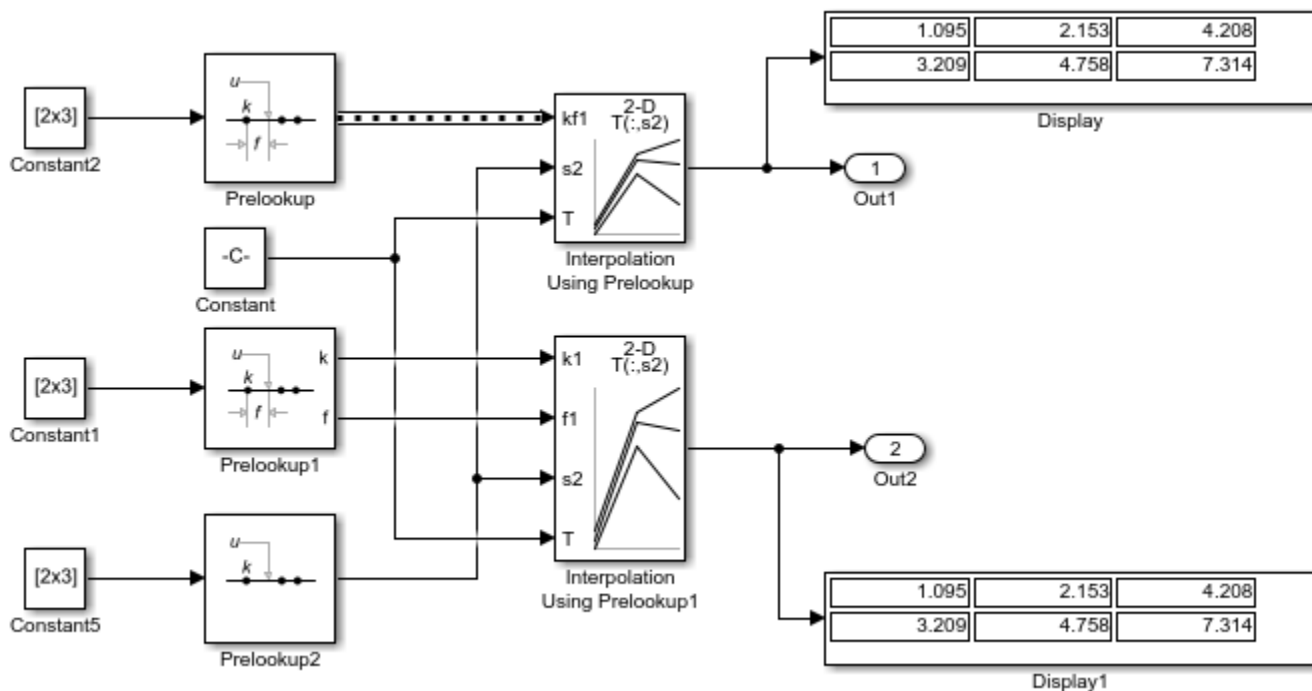 1.095 2.153 4.208
3.209 4.758 7.314
Display
[2x3]
Constant2
u
k
f
Prelookup
2-D
T(:,s2)
kf1
s2
T
Interpolation
Using Prelookup
1
Out1
-C-
Constant
[2x3]
Constant1
u
k
f
k
f
Prelookup1
2-D
T(:,s2)
k1
f1
s2
T
Interpolation
Using Prelookup1
2
Out2
[2x3]
Constant5
u
k
Prelookup2
1.095 2.153 4.208
3.209 4.758 7.314
Display1